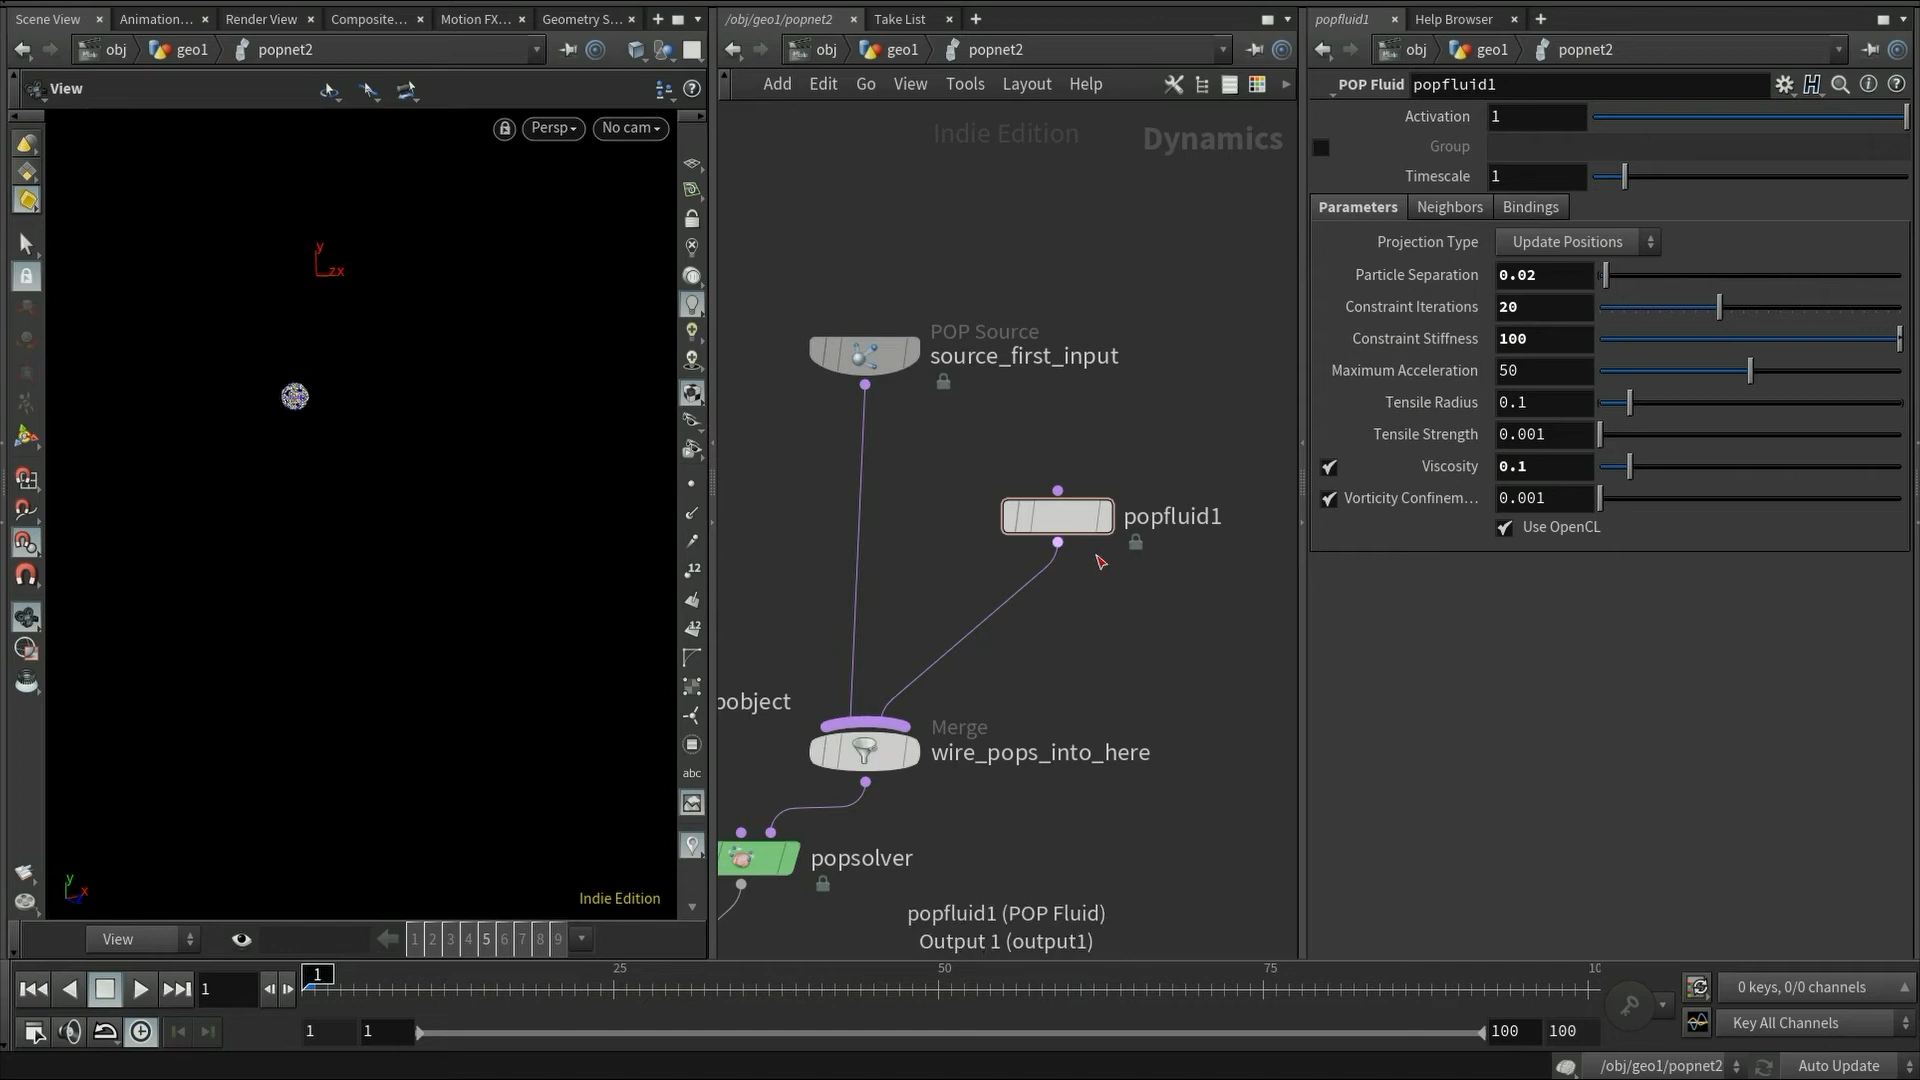 Scene View × Animation... × Render View × Composite... × Motion FX... × Geometry S... ×
obj geo1 popnet2
View
Persp No cam
y
zx
12
12
abc
y
x
Indie Edition
View
1 2 3 4 5 6 7 8 9
/obj/geo1/popnet2 × Take List ×
obj geo1 popnet2
Add Edit Go View Tools Layout Help
Indie Edition
Dynamics
POP Source
source_first_input
popfluid1
pobject
Merge
wire_pops_into_here
popsolver
popfluid1 (POP Fluid)
Output 1 (output1)
popfluid1 × Help Browser ×
obj geo1 popnet2
POP Fluid popfluid1
Activation 1
Group
Timescale 1
Parameters Neighbors Bindings
Projection Type Update Positions
Particle Separation 0.02
Constraint Iterations 20
Constraint Stiffness 100
Maximum Acceleration 50
Tensile Radius 0.1
Tensile Strength 0.001
Viscosity 0.1
Vorticity Confinem... 0.001
Use OpenCL
1
1 25 50 75 10
0 keys, 0/0 channels
1 1 100 100
Key All Channels
/obj/geo1/popnet2 Auto Update